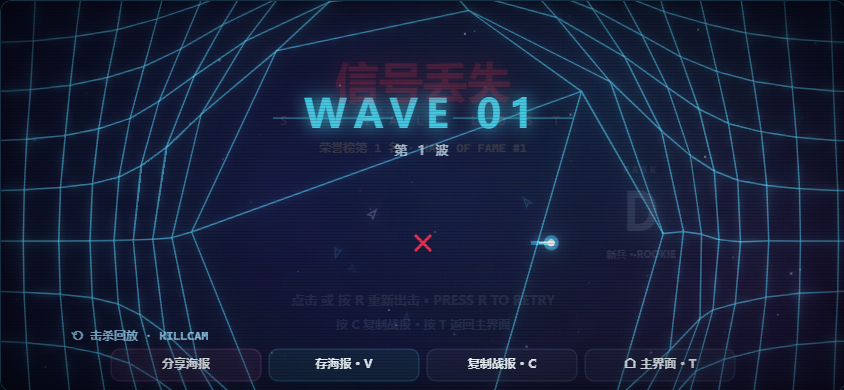 信号丢失
WAVE 01
荣誉榜第 1 OF FAME #1
第 1 波
D
新兵 • ROOKIE
点击 或 按 R 重新出击 • PRESS R TO RETRY
按 C 复制战报 • 按 T 返回主界面
击杀回放 · KILLCAM
分享海报
存海报 • V
复制战报 • C
主界面 • T